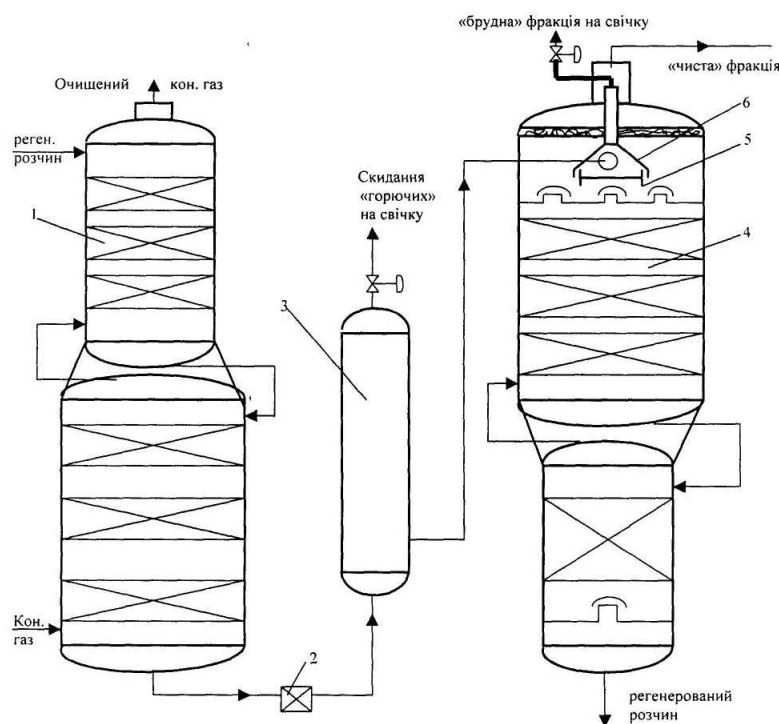 «брудна» фракція на свічку
«чиста» фракція
Очищений кон. газ
реген.
розчин
Скидання
«горючих»
на свічку
6
5
1
4
3
Кон.
газ
2
регенерований
розчин